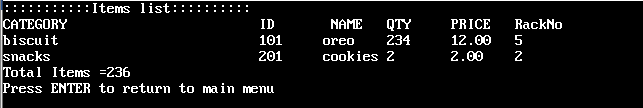 :::::::::::Items list::::::::::
CATEGORY ID NAME QTY PRICE RackNo
biscuit 101 oreo 234 12.00 5
snacks 201 cookies 2 2.00 2
Total Items =236
Press ENTER to return to main menu